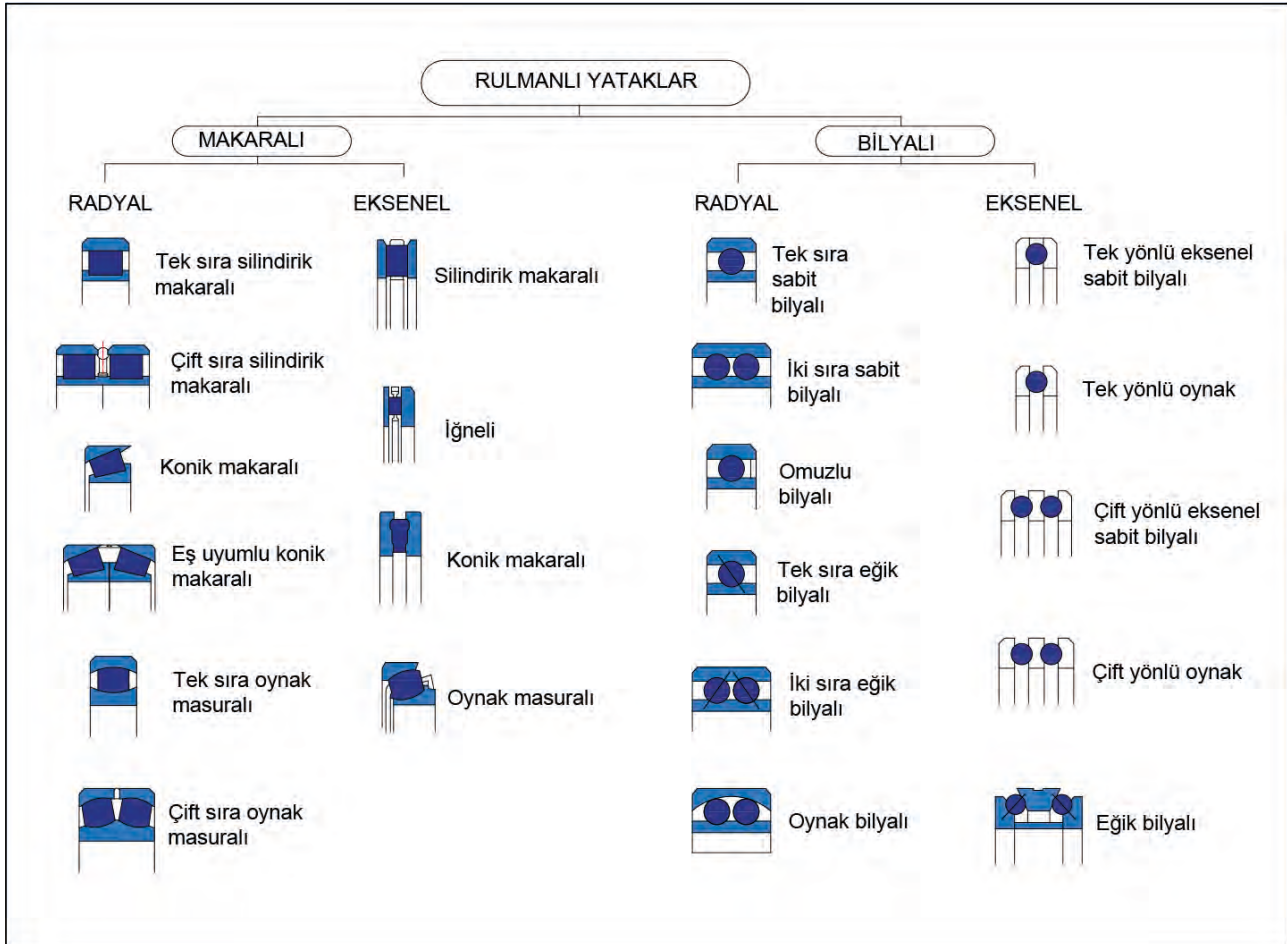 RULMANLI YATAKLAR
MAKARALI
RADYAL
Tek sıra silindirik
makaralı
Çift sıra silindirik
makaralı
Konik makaralı
Eş uyumlu konik
makaralı
Tek sıra oynak
masuralı
Çift sıra oynak
masuralı
EKSENEL
Silindirik makaralı
İğneli
Konik makaralı
Oynak masuralı
BİLYALI
RADYAL
Tek sıra
sabit
bilyalı
İki sıra sabit
bilyalı
Omuzlu
bilyalı
Tek sıra eğik
bilyalı
İki sıra eğik
bilyalı
Oynak bilyalı
EKSENEL
Tek yönlü eksenel
sabit bilyalı
Tek yönlü oynak
Çift yönlü eksenel
sabit bilyalı
Çift yönlü oynak
Eğik bilyalı